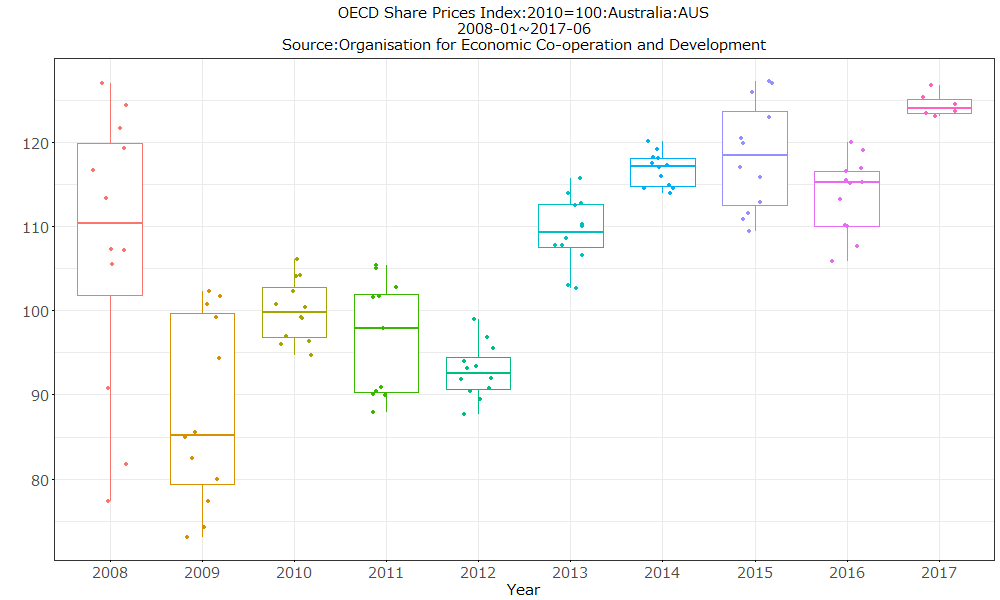 OECD Share Prices Index:2010=100:Australia:AUS
2008-01~2017-06
Source:Organisation for Economic Co-operation and Development
120
110
100
90
80
2008 2009 2010 2011 2012 2013 2014 2015 2016 2017
Year